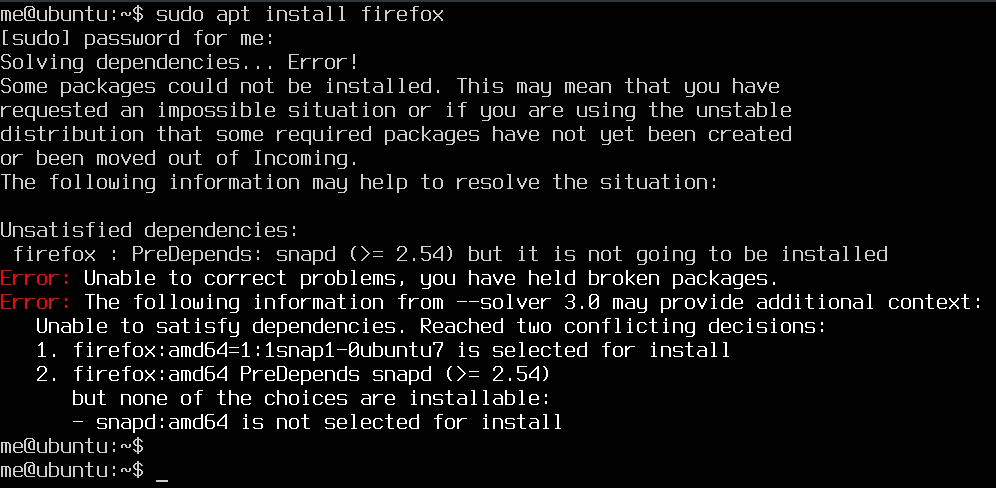 me@ubuntu:~$ sudo apt install firefox
[sudo] password for me:
Solving dependencies... Error!
Some packages could not be installed. This may mean that you have
requested an impossible situation or if you are using the unstable
distribution that some required packages have not yet been created
or been moved out of Incoming.
The following information may help to resolve the situation:

Unsatisfied dependencies:
 firefox : PreDepends: snapd (>= 2.54) but it is not going to be installed
Error: Unable to correct problems, you have held broken packages.
Error: The following information from --solver 3.0 may provide additional context:
   Unable to satisfy dependencies. Reached two conflicting decisions:
   1. firefox:amd64=1:1snap1-0ubuntu7 is selected for install
   2. firefox:amd64 PreDepends snapd (>= 2.54)
      but none of the choices are installable:
      - snapd:amd64 is not selected for install
me@ubuntu:~$
me@ubuntu:~$ _